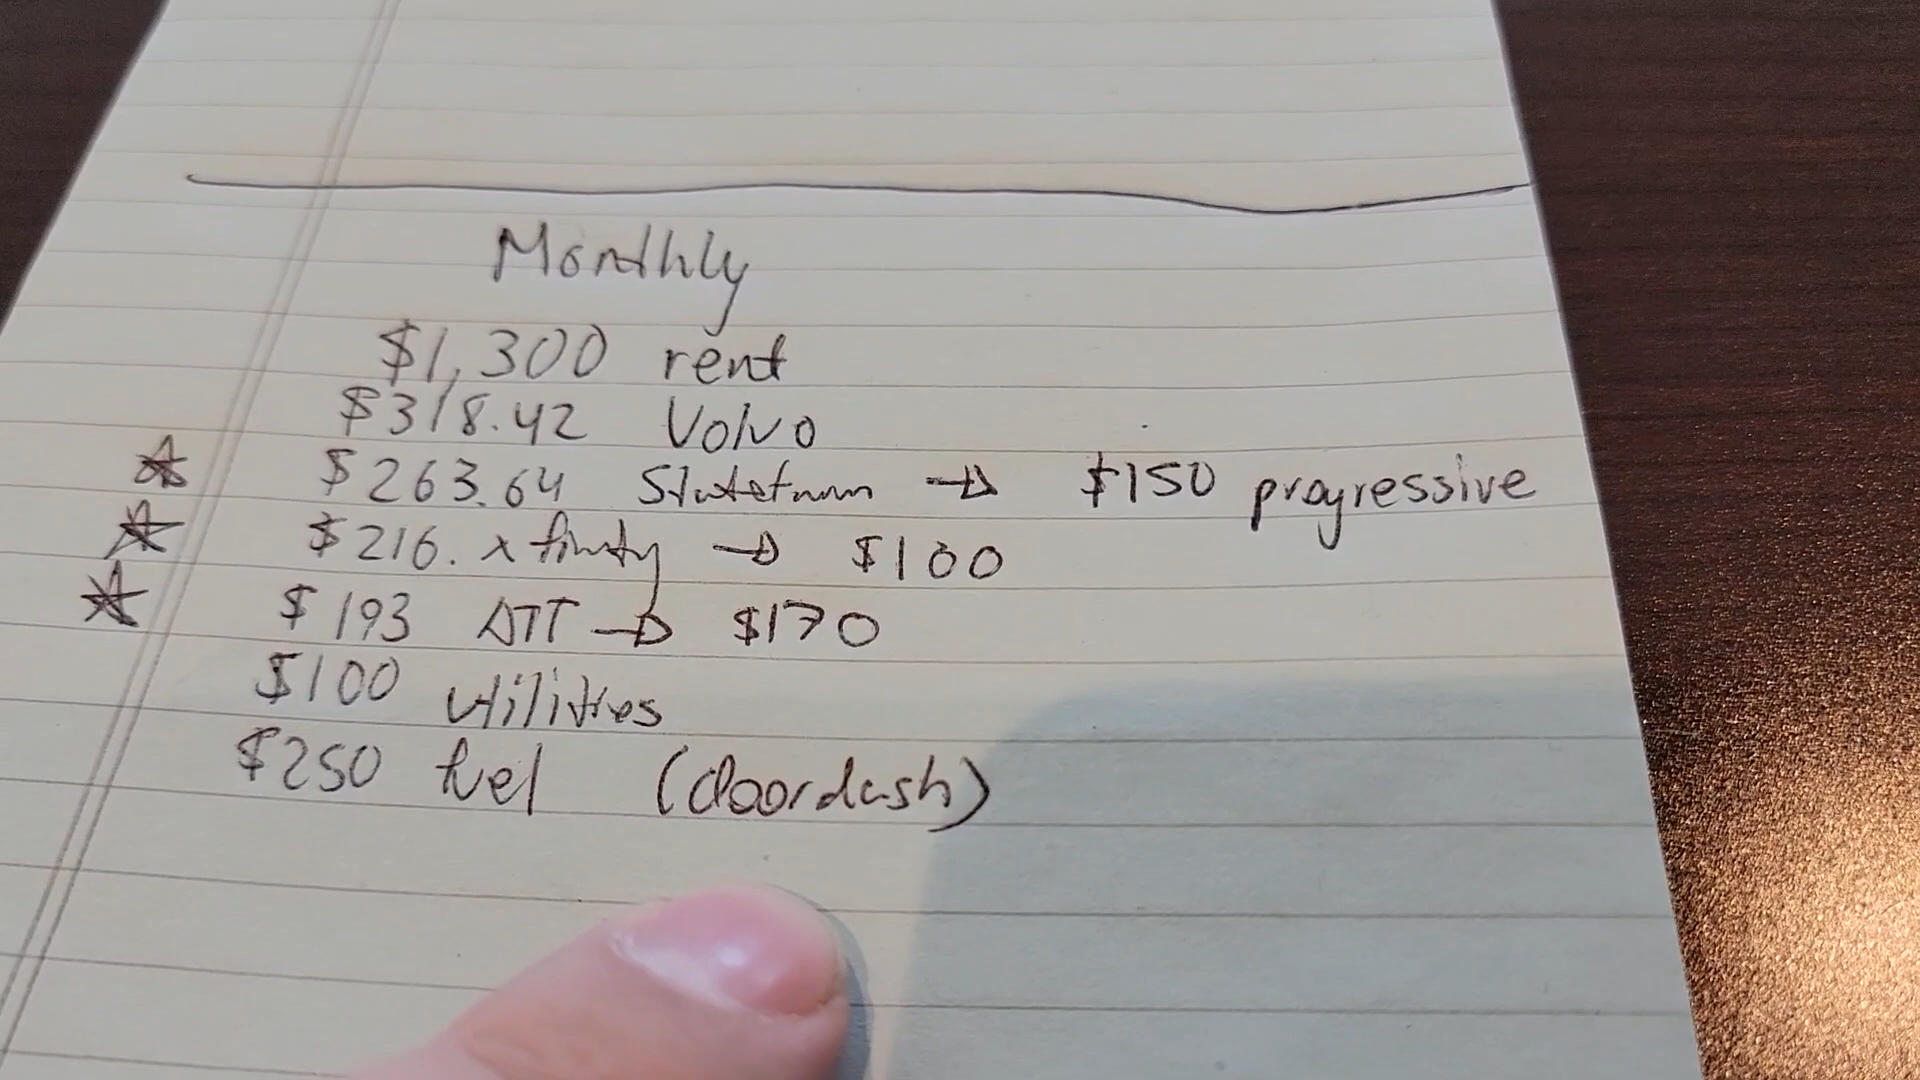 Monthly
$1,300 rent
$318.42 Volvo
☆ $263.64 Statefarm → $150 progressive
☆ $216. xfinity → $100
☆ $193 ATT → $170
$100 utilities
$250 fuel (doordash)